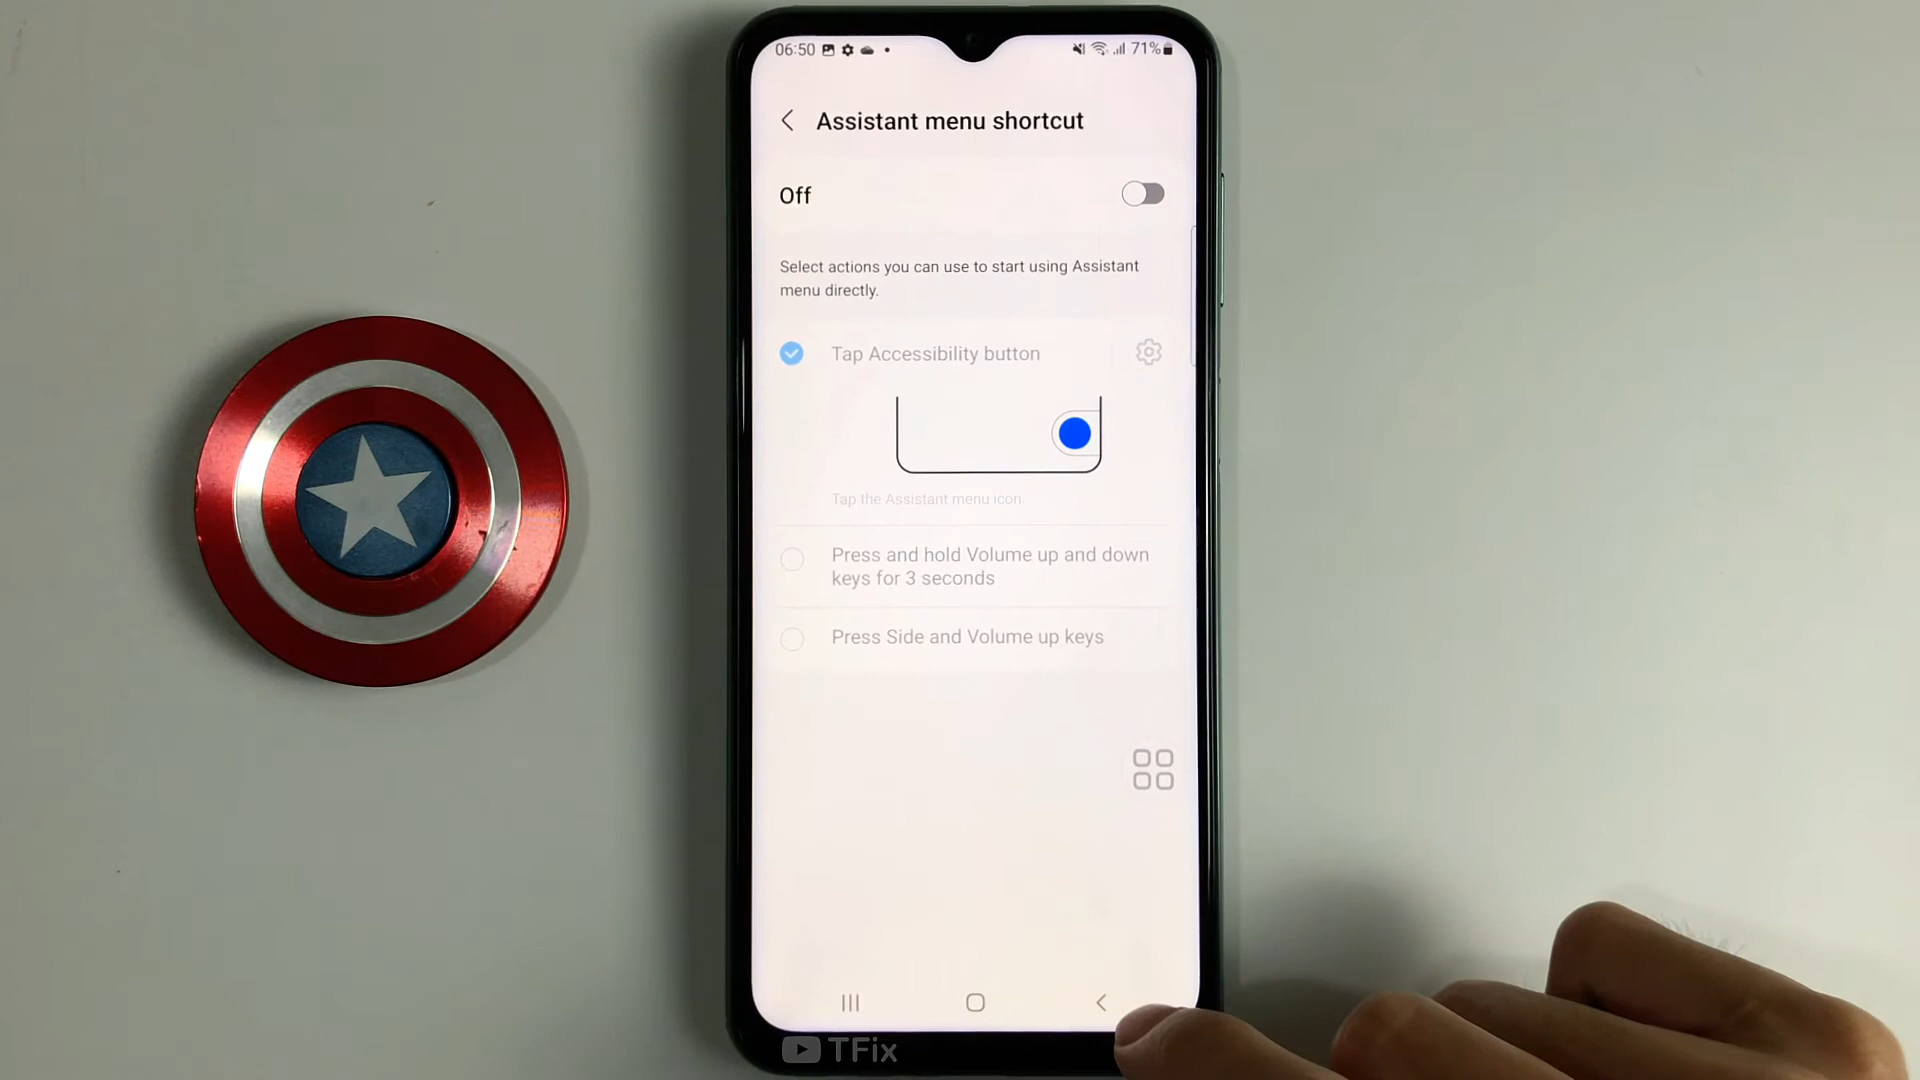 06:50
71%
Assistant menu shortcut
Off
Select actions you can use to start using Assistant
menu directly.
Tap Accessibility button
Tap the Assistant menu icon.
Press and hold Volume up and down
keys for 3 seconds
Press Side and Volume up keys
TFix